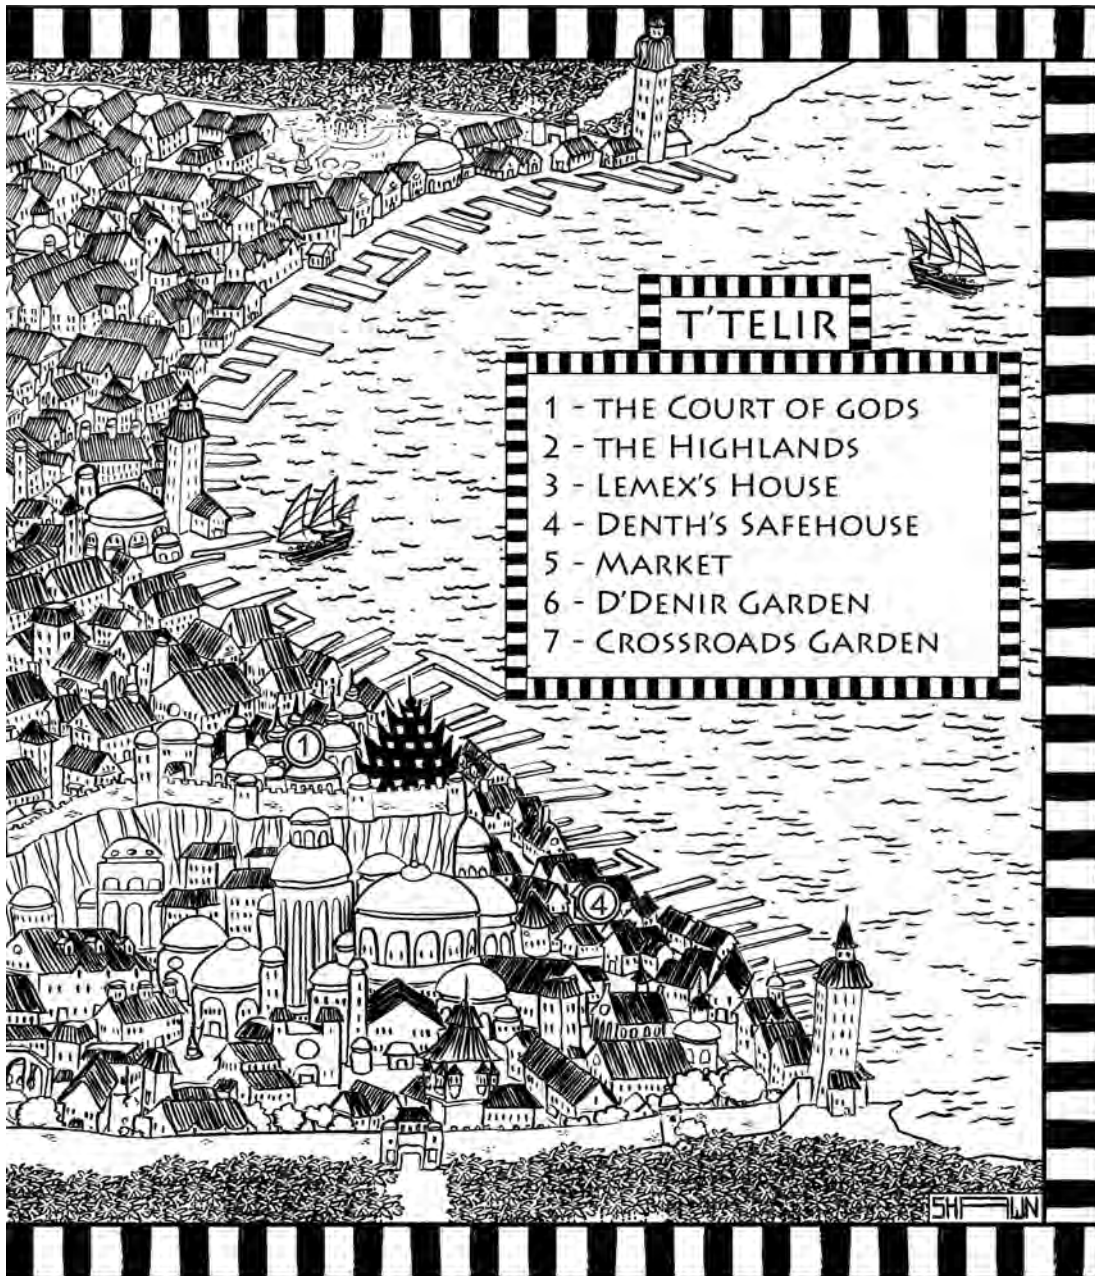 T'TELIR
1 - THE COURT OF GODS
2 - THE HIGHLANDS
3 - LEMEX'S HOUSE
4 - DENTH'S SAFEHOUSE
5 - MARKET
6 - D'DENIR GARDEN
7 - CROSSROADS GARDEN
1
4
SHAWN